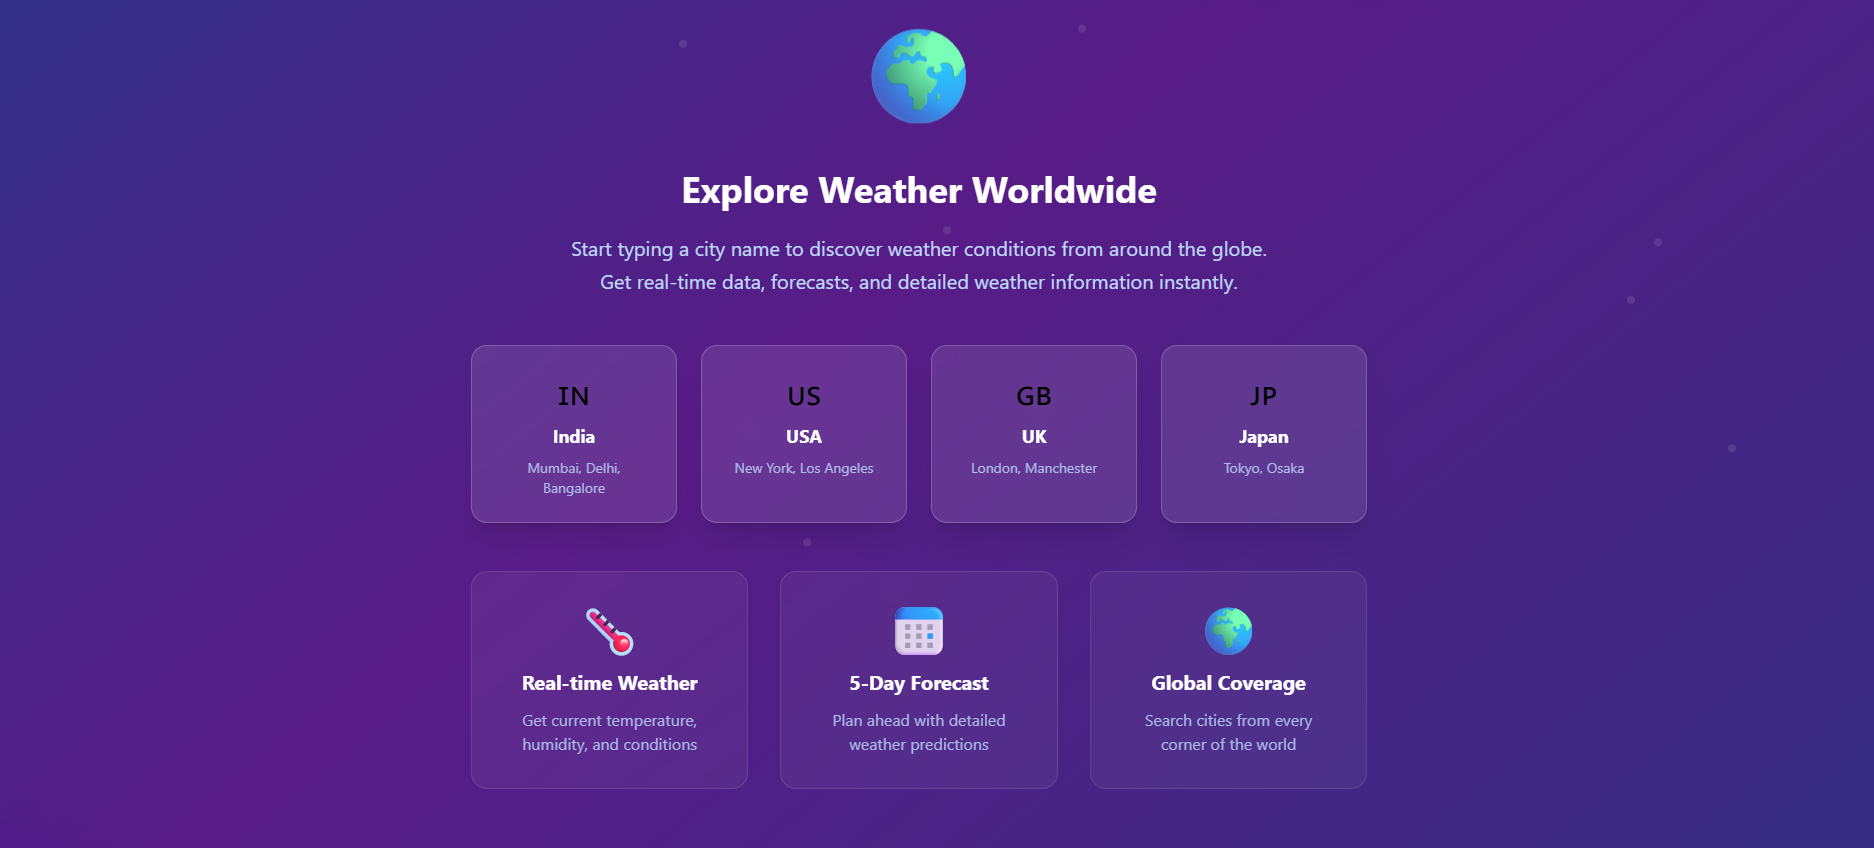 Explore Weather Worldwide
Start typing a city name to discover weather conditions from around the globe.
Get real-time data, forecasts, and detailed weather information instantly.
IN
India
Mumbai, Delhi,
Bangalore
US
USA
New York, Los Angeles
GB
UK
London, Manchester
JP
Japan
Tokyo, Osaka
Real-time Weather
Get current temperature,
humidity, and conditions
5-Day Forecast
Plan ahead with detailed
weather predictions
Global Coverage
Search cities from every
corner of the world